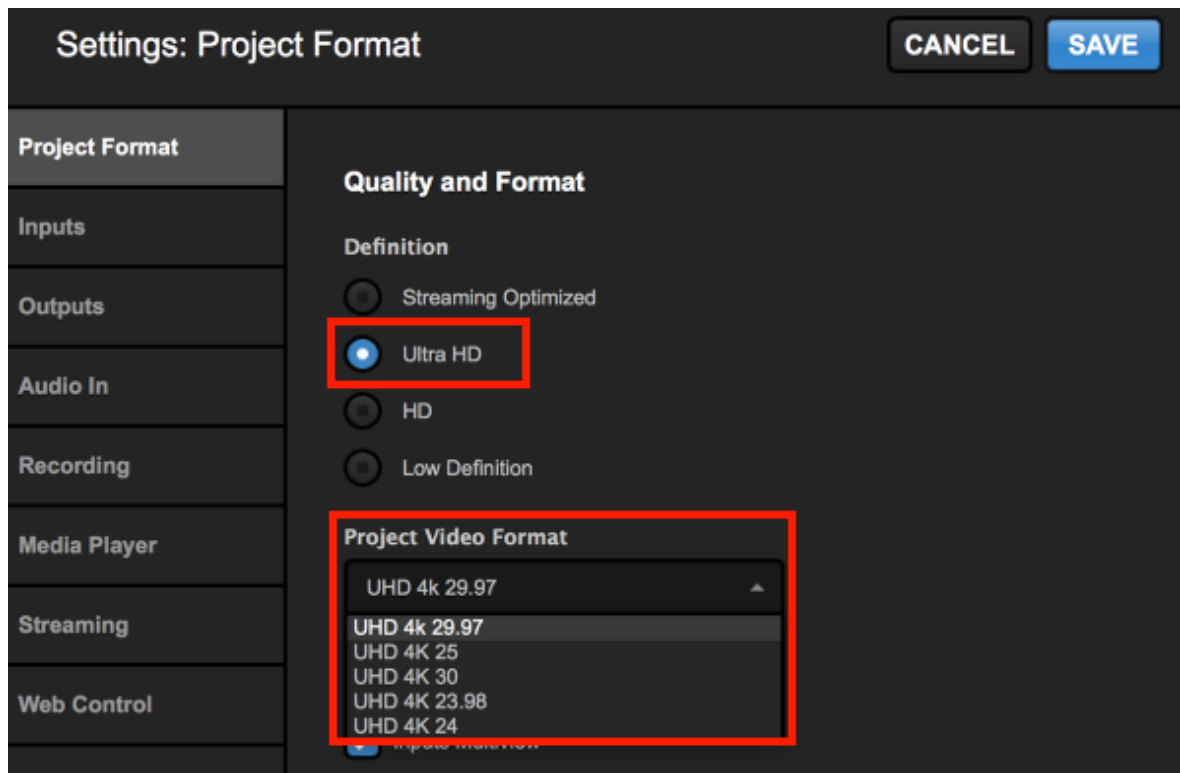 Settings: Project Format
CANCEL
SAVE
Project Format
Inputs
Outputs
Audio In
Recording
Media Player
Streaming
Web Control
Quality and Format
Definition
Streaming Optimized
Ultra HD
HD
Low Definition
Project Video Format
UHD 4k 29.97
UHD 4k 29.97
UHD 4K 25
UHD 4K 30
UHD 4K 23.98
UHD 4K 24
Inputs Multiview